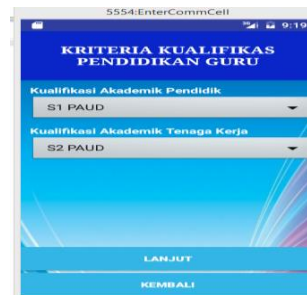 5554:EnterCommCell
9:19
KRITERIA KUALIFIKAS
PENDIDIKAN GURU
Kualifikasi Akademik Pendidik
S1 PAUD
Kualifikasi Akademik Tenaga Kerja
S2 PAUD
LANJUT
KEMBALI